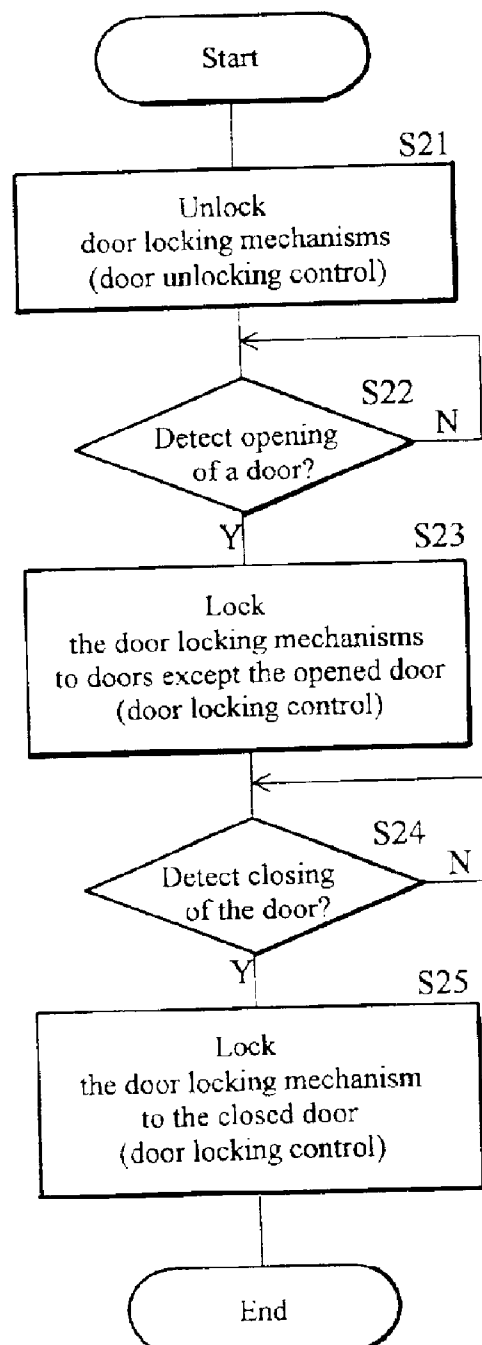 Start
S21
Unlock
door locking mechanisms
(door unlocking control)
S22
N
Detect opening
of a door?
Y
S23
Lock
the door locking mechanisms
to doors except the opened door
(door locking control)
S24
N
Detect closing
of the door?
Y
S25
Lock
the door locking mechanism
to the closed door
(door locking control)
End